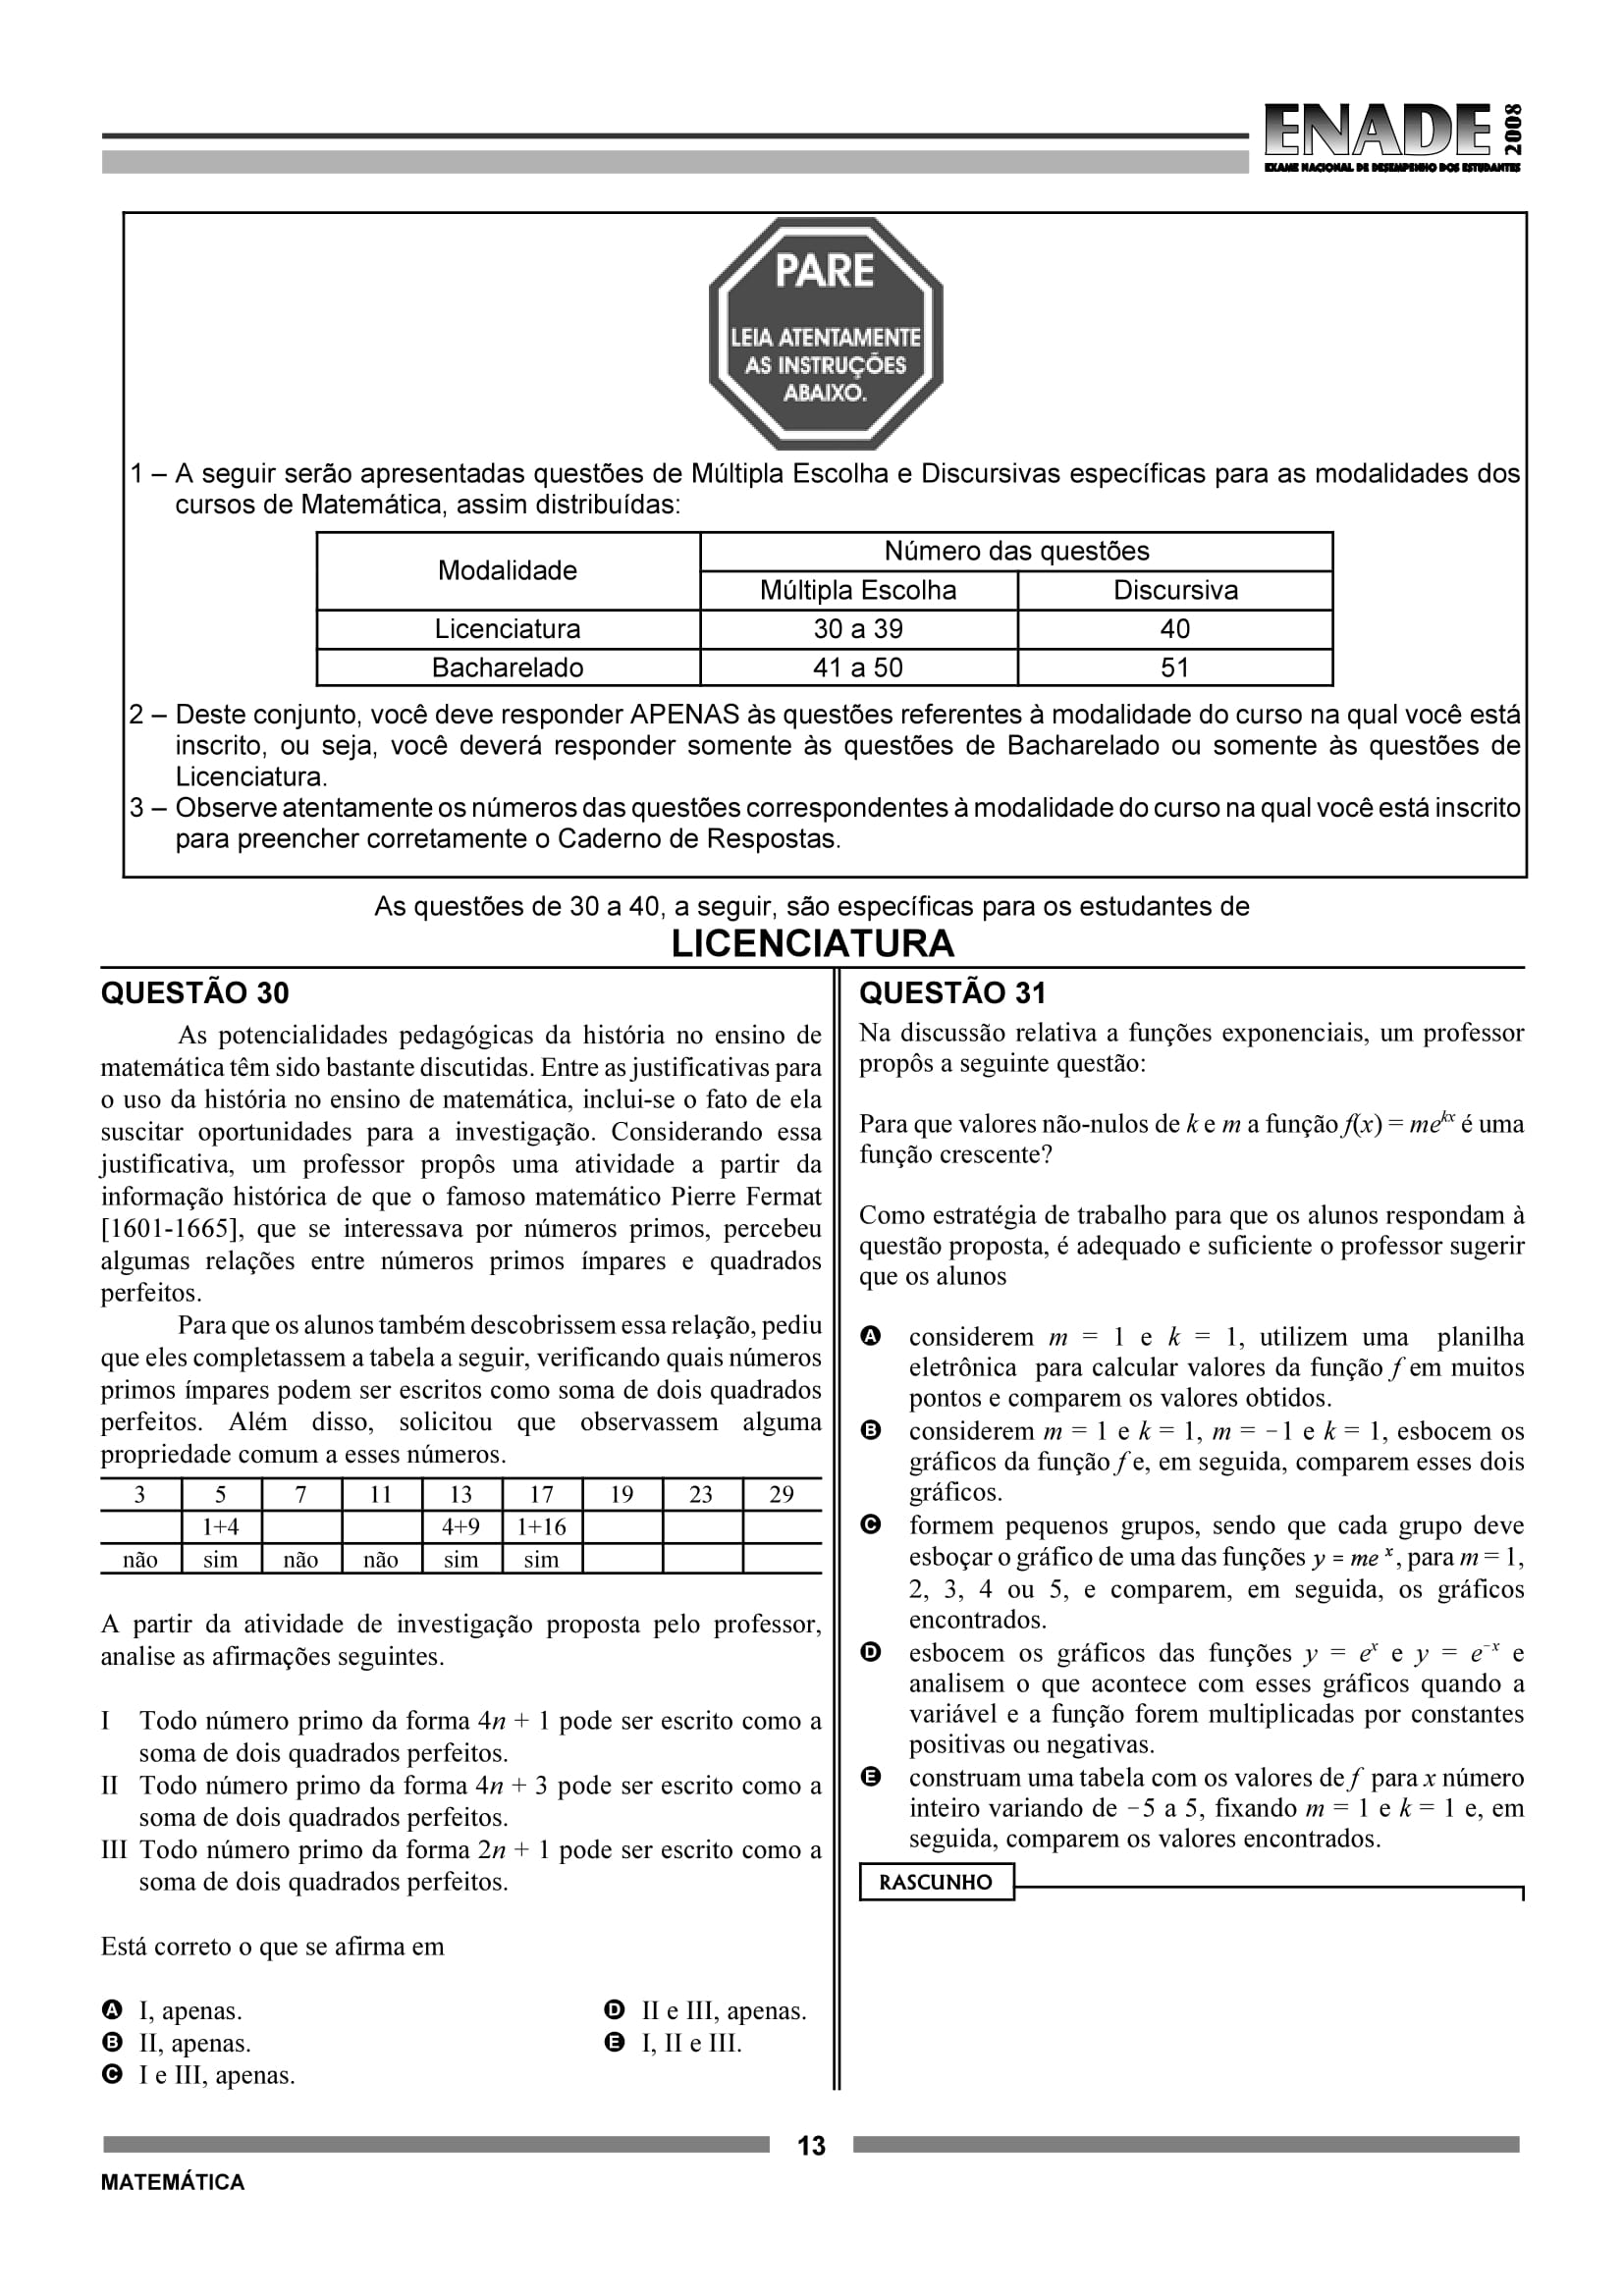 ENADE 2008
EXAME NACIONAL DE DESEMPENHO DOS ESTUDANTES
PARE
LEIA ATENTAMENTE
AS INSTRUÇÕES
ABAIXO.
1 – A seguir serão apresentadas questões de Múltipla Escolha e Discursivas específicas para as modalidades dos
cursos de Matemática, assim distribuídas:
Modalidade
Número das questões
Múltipla Escolha Discursiva
Licenciatura 30 a 39 40
Bacharelado 41 a 50 51
2 – Deste conjunto, você deve responder APENAS às questões referentes à modalidade do curso na qual você está
inscrito, ou seja, você deverá responder somente às questões de Bacharelado ou somente às questões de
Licenciatura.
3 – Observe atentamente os números das questões correspondentes à modalidade do curso na qual você está inscrito
para preencher corretamente o Caderno de Respostas.
As questões de 30 a 40, a seguir, são específicas para os estudantes de
LICENCIATURA
QUESTÃO 30
As potencialidades pedagógicas da história no ensino de
matemática têm sido bastante discutidas. Entre as justificativas para
o uso da história no ensino de matemática, inclui-se o fato de ela
suscitar oportunidades para a investigação. Considerando essa
justificativa, um professor propôs uma atividade a partir da
informação histórica de que o famoso matemático Pierre Fermat
[1601-1665], que se interessava por números primos, percebeu
algumas relações entre números primos ímpares e quadrados
perfeitos.
Para que os alunos também descobrissem essa relação, pediu
que eles completassem a tabela a seguir, verificando quais números
primos ímpares podem ser escritos como soma de dois quadrados
perfeitos. Além disso, solicitou que observassem alguma
propriedade comum a esses números.
3 5 7 11 13 17 19 23 29
1+4 4+9 1+16
não sim não não sim sim
A partir da atividade de investigação proposta pelo professor,
analise as afirmações seguintes.
I Todo número primo da forma 4n + 1 pode ser escrito como a
soma de dois quadrados perfeitos.
II Todo número primo da forma 4n + 3 pode ser escrito como a
soma de dois quadrados perfeitos.
III Todo número primo da forma 2n + 1 pode ser escrito como a
soma de dois quadrados perfeitos.
Está correto o que se afirma em
A I, apenas.
B II, apenas.
C I e III, apenas.
D II e III, apenas.
E I, II e III.
QUESTÃO 31
Na discussão relativa a funções exponenciais, um professor
propôs a seguinte questão:
Para que valores não-nulos de k e m a função f(x) = me^{kx} é uma
função crescente?
Como estratégia de trabalho para que os alunos respondam à
questão proposta, é adequado e suficiente o professor sugerir
que os alunos
A considerem m = 1 e k = 1, utilizem uma planilha
eletrônica para calcular valores da função f em muitos
pontos e comparem os valores obtidos.
B considerem m = 1 e k = 1, m = −1 e k = 1, esbocem os
gráficos da função f e, em seguida, comparem esses dois
gráficos.
C formem pequenos grupos, sendo que cada grupo deve
esboçar o gráfico de uma das funções y = me^x, para m = 1,
2, 3, 4 ou 5, e comparem, em seguida, os gráficos
encontrados.
D esbocem os gráficos das funções y = e^x e y = e^{−x} e
analisem o que acontece com esses gráficos quando a
variável e a função forem multiplicadas por constantes
positivas ou negativas.
E construam uma tabela com os valores de f para x número
inteiro variando de −5 a 5, fixando m = 1 e k = 1 e, em
seguida, comparem os valores encontrados.
RASCUNHO
13
MATEMÁTICA